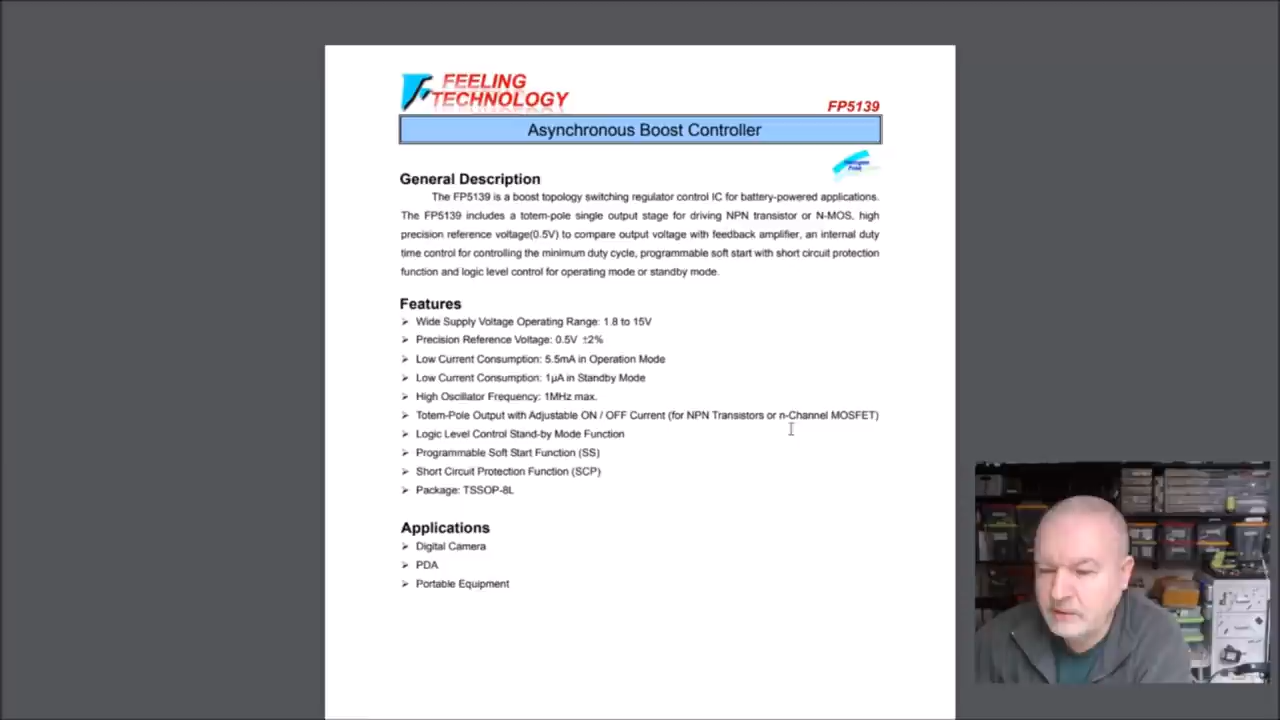 FEELING
TECHNOLOGY
FP5139
Asynchronous Boost Controller
General Description
The FP5139 is a boost topology switching regulator control IC for battery-powered applications.
The FP5139 includes a totem-pole single output stage for driving NPN transistor or N-MOS, high
precision reference voltage(0.5V) to compare output voltage with feedback amplifier, an internal duty
time control for controlling the minimum duty cycle, programmable soft start with short circuit protection
function and logic level control for operating mode or standby mode.
Features
➢ Wide Supply Voltage Operating Range: 1.8 to 15V
➢ Precision Reference Voltage: 0.5V ±2%
➢ Low Current Consumption: 5.5mA in Operation Mode
➢ Low Current Consumption: 1µA in Standby Mode
➢ High Oscillator Frequency: 1MHz max.
➢ Totem-Pole Output with Adjustable ON / OFF Current (for NPN Transistors or n-Channel MOSFET)
➢ Logic Level Control Stand-by Mode Function
➢ Programmable Soft Start Function (SS)
➢ Short Circuit Protection Function (SCP)
➢ Package: TSSOP-8L
Applications
➢ Digital Camera
➢ PDA
➢ Portable Equipment